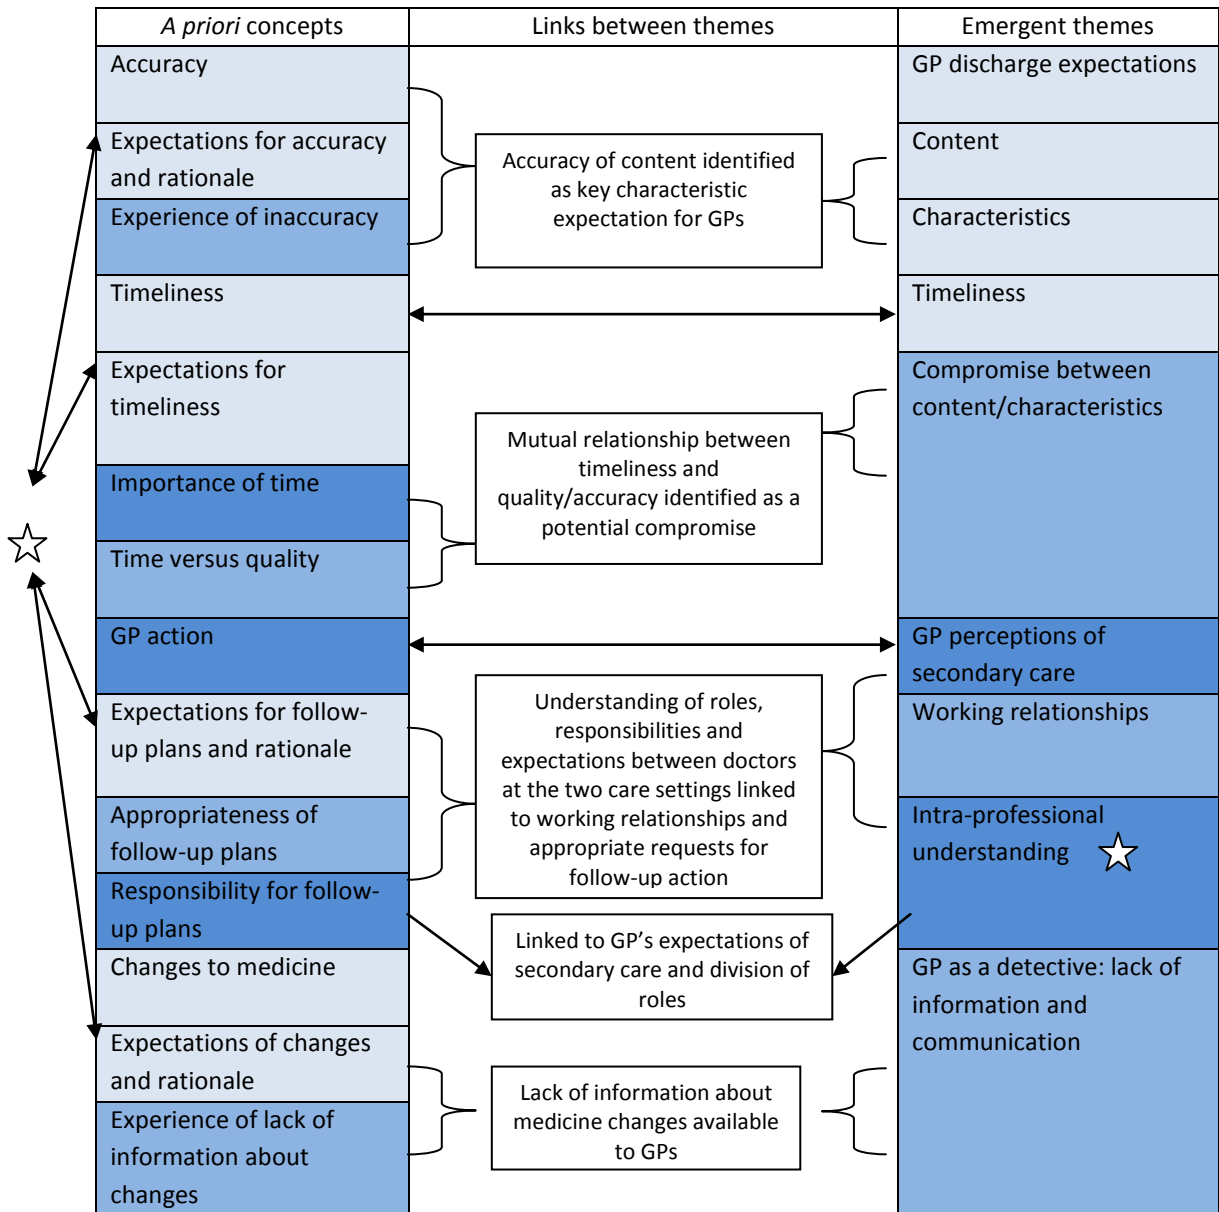 A priori concepts
Links between themes
Emergent themes
Accuracy
Expectations for accuracy
and rationale
Experience of inaccuracy
Timeliness
Expectations for
timeliness
Importance of time
Time versus quality
GP action
Expectations for follow-
up plans and rationale
Appropriateness of
follow-up plans
Responsibility for follow-
up plans
Changes to medicine
Expectations of changes
and rationale
Experience of lack of
information about
changes
Accuracy of content identified
as key characteristic
expectation for GPs
Mutual relationship between
timeliness and
quality/accuracy identified as a
potential compromise
Understanding of roles,
responsibilities and
expectations between doctors
at the two care settings linked
to working relationships and
appropriate requests for
follow-up action
Linked to GP's expectations of
secondary care and division of
roles
Lack of information about
medicine changes available
to GPs
GP discharge expectations
Content
Characteristics
Timeliness
Compromise between
content/characteristics
GP perceptions of
secondary care
Working relationships
Intra-professional
understanding
GP as a detective: lack of
information and
communication